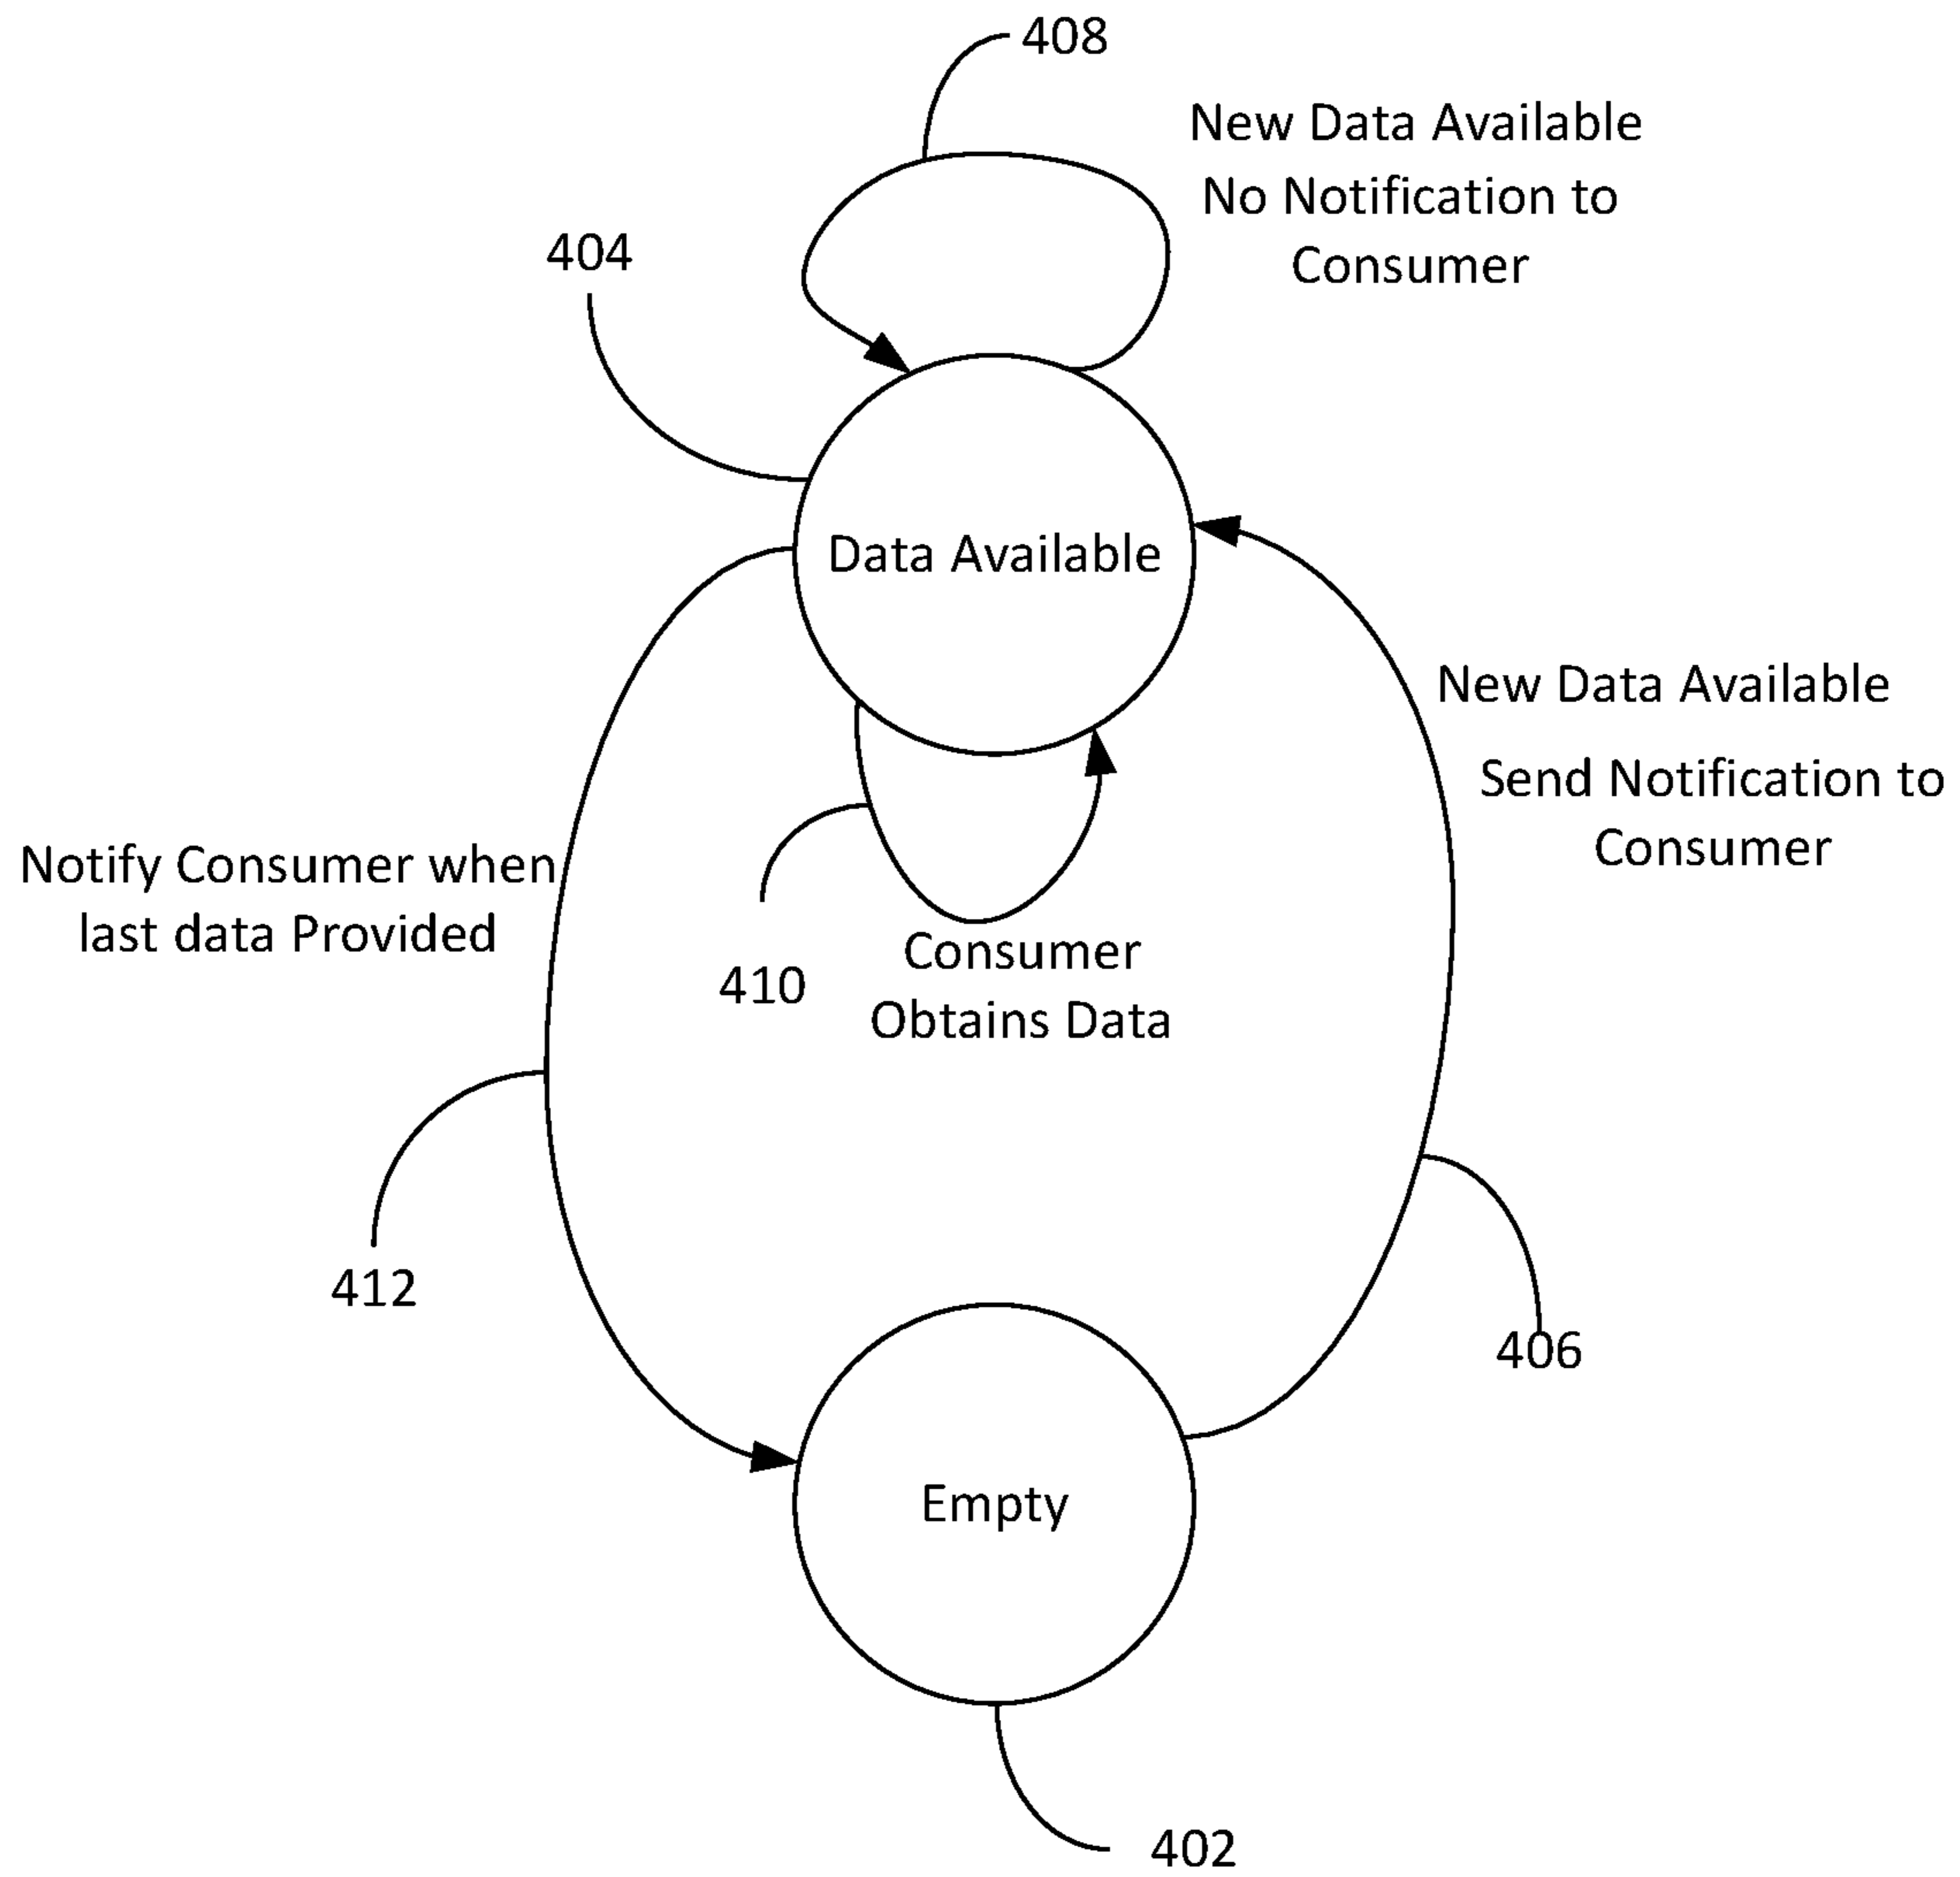 408
New Data Available
No Notification to
Consumer
404
Data Available
New Data Available
Send Notification to
Consumer
Notify Consumer when
last data Provided
410
Consumer
Obtains Data
412
406
Empty
402